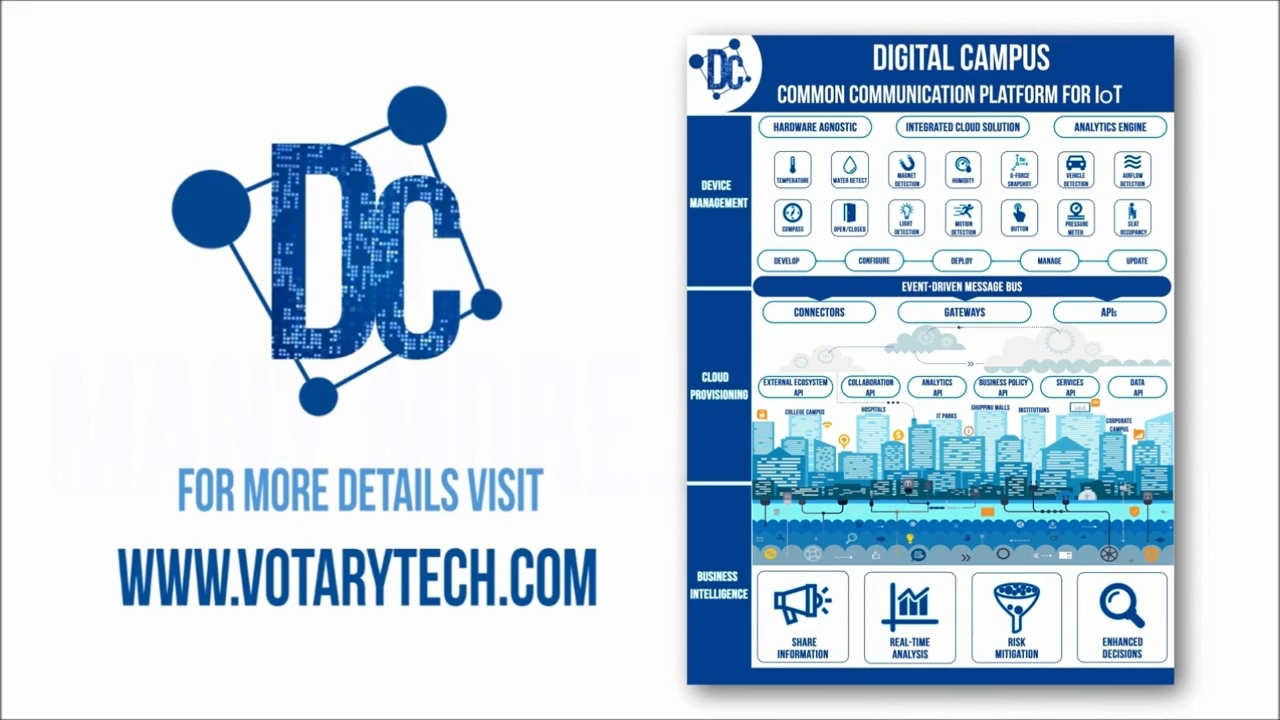 DC
FOR MORE DETAILS VISIT
WWW.VOTARYTECH.COM
DC
DIGITAL CAMPUS
COMMON COMMUNICATION PLATFORM FOR IoT
DEVICE
MANAGEMENT
HARDWARE AGNOSTIC
INTEGRATED CLOUD SOLUTION
ANALYTICS ENGINE
TEMPERATURE
WATER DETECT
MAGNET
DETECTION
HUMIDITY
G-FORCE
SNAPSHOT
VEHICLE
DETECTION
AIRFLOW
DETECTION
COMPASS
OPEN/CLOSED
LIGHT
DETECTION
MOTION
DETECTION
BUTTON
PRESSURE
METER
SEAT
OCCUPANCY
DEVELOP
CONFIGURE
DEPLOY
MANAGE
UPDATE
EVENT-DRIVEN MESSAGE BUS
CLOUD
PROVISIONING
CONNECTORS
GATEWAYS
APIs
EXTERNAL ECOSYSTEM
API
COLLABORATION
API
ANALYTICS
API
BUSINESS POLICY
API
SERVICES
API
DATA
API
COLLEGE CAMPUS
HOSPITALS
IT PARKS
SHOPPING MALLS
INSTITUTIONS
CORPORATE
CAMPUS
BUSINESS
INTELLIGENCE
SHARE
INFORMATION
REAL-TIME
ANALYSIS
RISK
MITIGATION
ENHANCED
DECISIONS